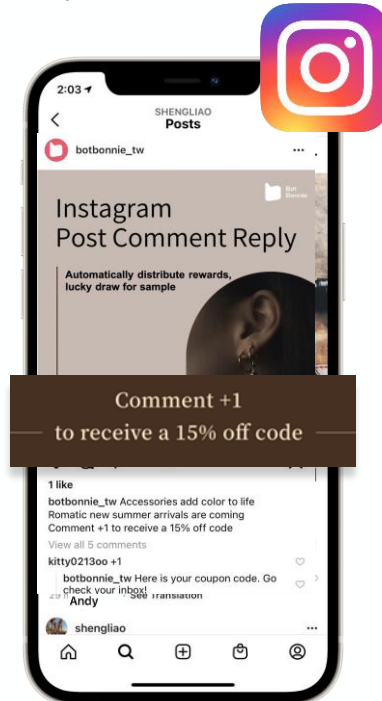 2:03
SHENGLIAO
Posts
botbonnie_tw
Bot
Bonnie
Instagram
Post Comment Reply
Automatically distribute rewards,
lucky draw for sample
Comment +1
to receive a 15% off code
1 like
botbonnie_tw Accessories add color to life
Romatic new summer arrivals are coming
Comment +1 to receive a 15% off code
View all 5 comments
kitty0213oo +1
botbonnie_tw Here is your coupon code. Go
check your inbox!
See Translation
Andy
shengliao